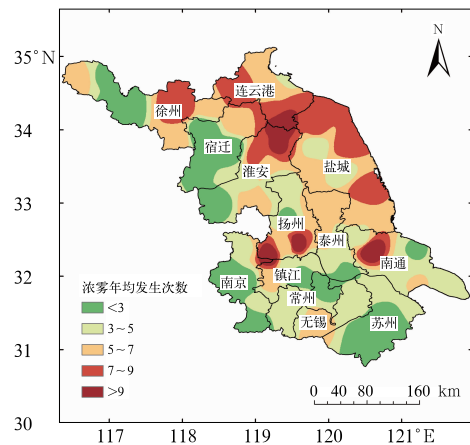 N
35°N
34
33
32
31
30
117
118
119
120
121°E
连云港
徐州
宿迁
淮安
盐城
扬州
泰州
南通
南京
镇江
常州
无锡
苏州
浓雾年均发生次数
<3
3～5
5～7
7～9
>9
0 40 80 160 km